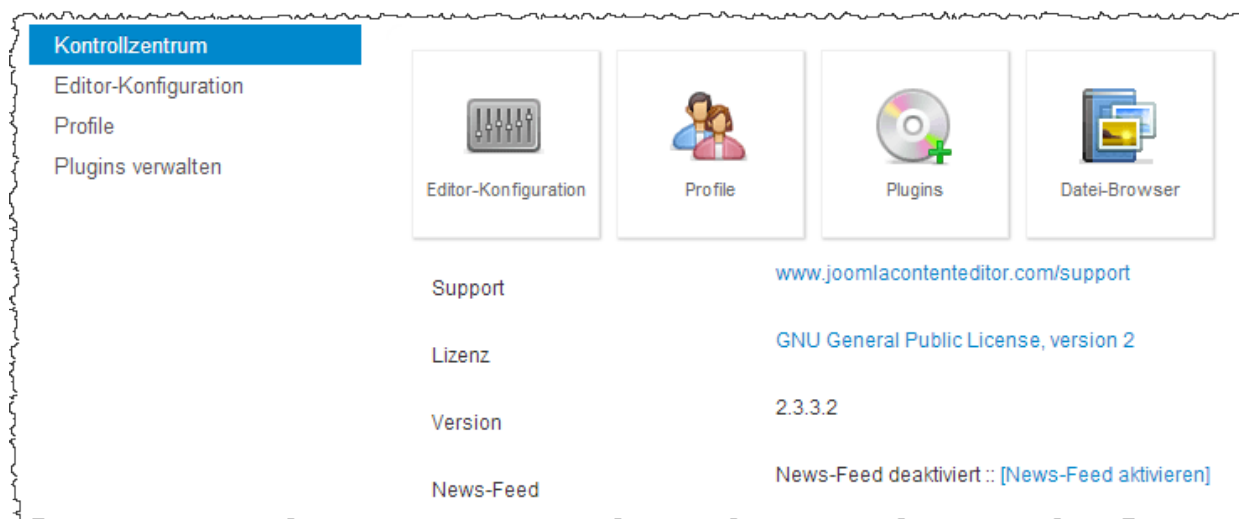 Kontrollzentrum
Editor-Konfiguration
Profile
Plugins verwalten
Editor-Konfiguration
Profile
Plugins
Datei-Browser
Support
www.joomlacontenteditor.com/support
Lizenz
GNU General Public License, version 2
Version
2.3.3.2
News-Feed
News-Feed deaktiviert :: [News-Feed aktivieren]